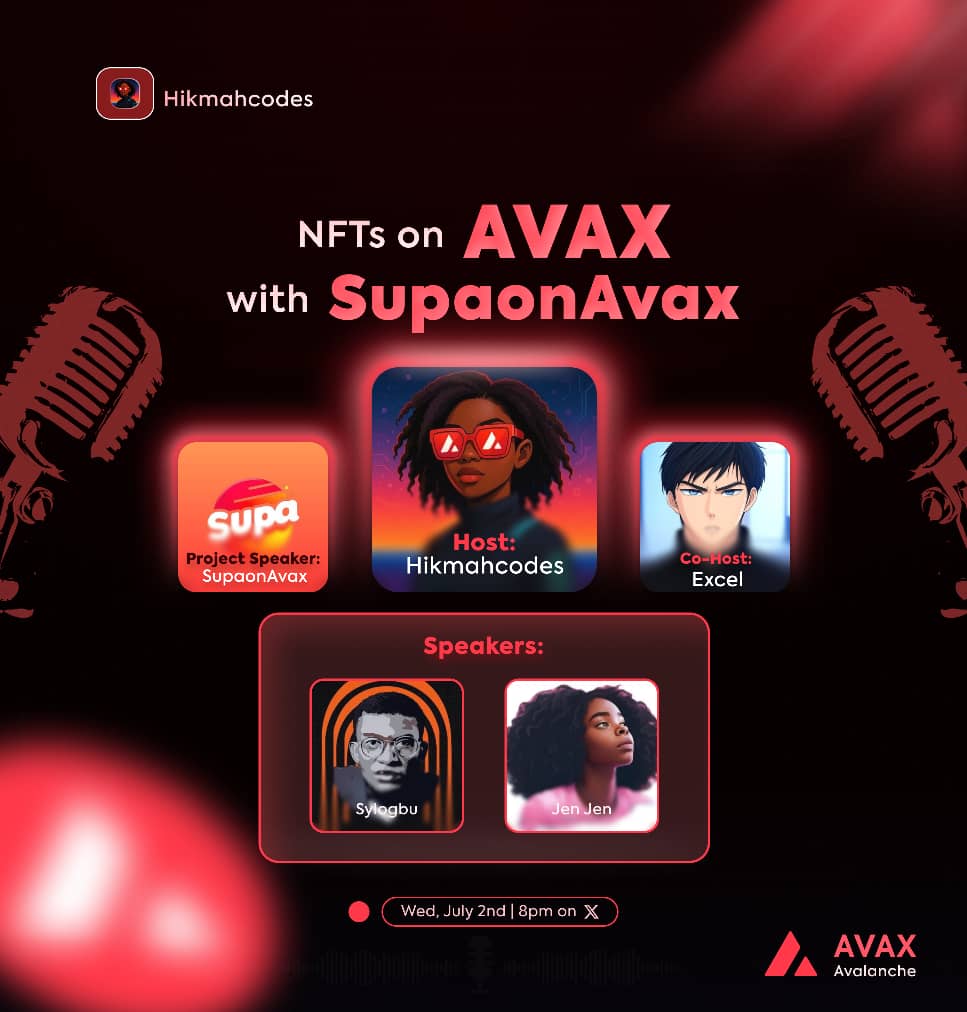 Hikmahcodes
NFTs on AVAX
with SupaonAvax
Supa
Project Speaker:
SupaonAvax
Host:
Hikmahcodes
Co-Host:
Excel
Speakers:
Sylogbu
Jen Jen
Wed, July 2nd | 8pm on X
AVAX
Avalanche